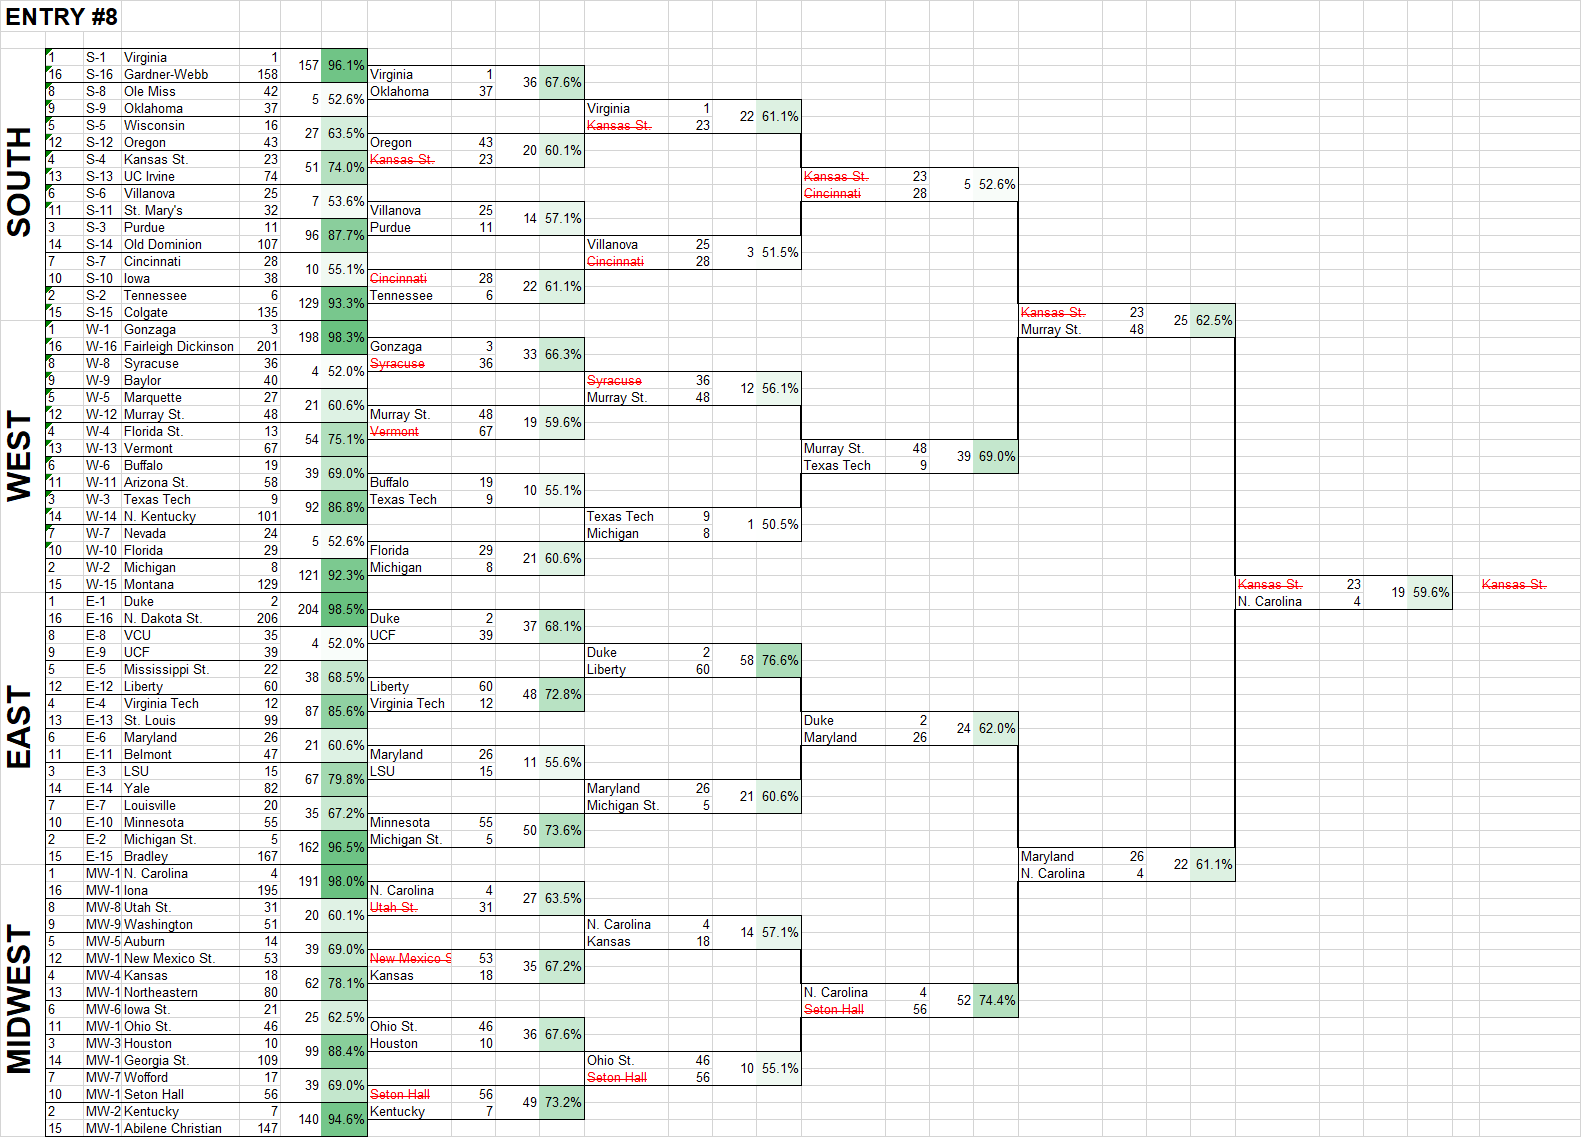 ENTRY #8
SOUTH
1 S-1 Virginia 1
157 96.1%
16 S-16 Gardner-Webb 158
8 S-8 Ole Miss 42
5 52.6%
9 S-9 Oklahoma 37
5 S-5 Wisconsin 16
27 63.5%
12 S-12 Oregon 43
4 S-4 Kansas St. 23
51 74.0%
13 S-13 UC Irvine 74
6 S-6 Villanova 25
7 53.6%
11 S-11 St. Mary's 32
3 S-3 Purdue 11
96 87.7%
14 S-14 Old Dominion 107
7 S-7 Cincinnati 28
10 55.1%
10 S-10 Iowa 38
2 S-2 Tennessee 6
129 93.3%
15 S-15 Colgate 135
WEST
1 W-1 Gonzaga 3
198 98.3%
16 W-16 Fairleigh Dickinson 201
8 W-8 Syracuse 36
4 52.0%
9 W-9 Baylor 40
5 W-5 Marquette 27
21 60.6%
12 W-12 Murray St. 48
4 W-4 Florida St. 13
54 75.1%
13 W-13 Vermont 67
6 W-6 Buffalo 19
39 69.0%
11 W-11 Arizona St. 58
3 W-3 Texas Tech 9
92 86.8%
14 W-14 N. Kentucky 101
7 W-7 Nevada 24
5 52.6%
10 W-10 Florida 29
2 W-2 Michigan 8
121 92.3%
15 W-15 Montana 129
EAST
1 E-1 Duke 2
204 98.5%
16 E-16 N. Dakota St. 206
8 E-8 VCU 35
4 52.0%
9 E-9 UCF 39
5 E-5 Mississippi St. 22
38 68.5%
12 E-12 Liberty 60
4 E-4 Virginia Tech 12
87 85.6%
13 E-13 St. Louis 99
6 E-6 Maryland 26
21 60.6%
11 E-11 Belmont 47
3 E-3 LSU 15
67 79.8%
14 E-14 Yale 82
7 E-7 Louisville 20
35 67.2%
10 E-10 Minnesota 55
2 E-2 Michigan St. 5
162 96.5%
15 E-15 Bradley 167
MIDWEST
1 MW-1 N. Carolina 4
191 98.0%
16 MW-1 Iona 195
8 MW-8 Utah St. 31
20 60.1%
9 MW-9 Washington 51
5 MW-5 Auburn 14
39 69.0%
12 MW-1 New Mexico St. 53
4 MW-4 Kansas 18
62 78.1%
13 MW-1 Northeastern 80
6 MW-6 Iowa St. 21
25 62.5%
11 MW-1 Ohio St. 46
3 MW-3 Houston 10
99 88.4%
14 MW-1 Georgia St. 109
7 MW-7 Wofford 17
39 69.0%
10 MW-1 Seton Hall 56
2 MW-2 Kentucky 7
140 94.6%
15 MW-1 Abilene Christian 147
Virginia 1
36 67.6%
Oklahoma 37
Oregon 43
20 60.1%
Kansas St. 23
Villanova 25
14 57.1%
Purdue 11
Cincinnati 28
22 61.1%
Tennessee 6
Gonzaga 3
33 66.3%
Syracuse 36
Murray St. 48
19 59.6%
Vermont 67
Buffalo 19
10 55.1%
Texas Tech 9
Florida 29
21 60.6%
Michigan 8
Duke 2
37 68.1%
UCF 39
Liberty 60
48 72.8%
Virginia Tech 12
Maryland 26
11 55.6%
LSU 15
Minnesota 55
50 73.6%
Michigan St. 5
N. Carolina 4
27 63.5%
Utah St. 31
New Mexico S 53
35 67.2%
Kansas 18
Ohio St. 46
36 67.6%
Houston 10
Seton Hall 56
49 73.2%
Kentucky 7
Virginia 1
22 61.1%
Kansas St. 23
Villanova 25
3 51.5%
Cincinnati 28
Syracuse 36
12 56.1%
Murray St. 48
Texas Tech 9
1 50.5%
Michigan 8
Duke 2
58 76.6%
Liberty 60
Maryland 26
21 60.6%
Michigan St. 5
N. Carolina 4
14 57.1%
Kansas 18
Ohio St. 46
10 55.1%
Seton Hall 56
Kansas St. 23
5 52.6%
Cincinnati 28
Murray St. 48
39 69.0%
Texas Tech 9
Duke 2
24 62.0%
Maryland 26
N. Carolina 4
52 74.4%
Seton Hall 56
Kansas St. 23
25 62.5%
Murray St. 48
Maryland 26
22 61.1%
N. Carolina 4
Kansas St. 23
19 59.6%
N. Carolina 4
Kansas St.